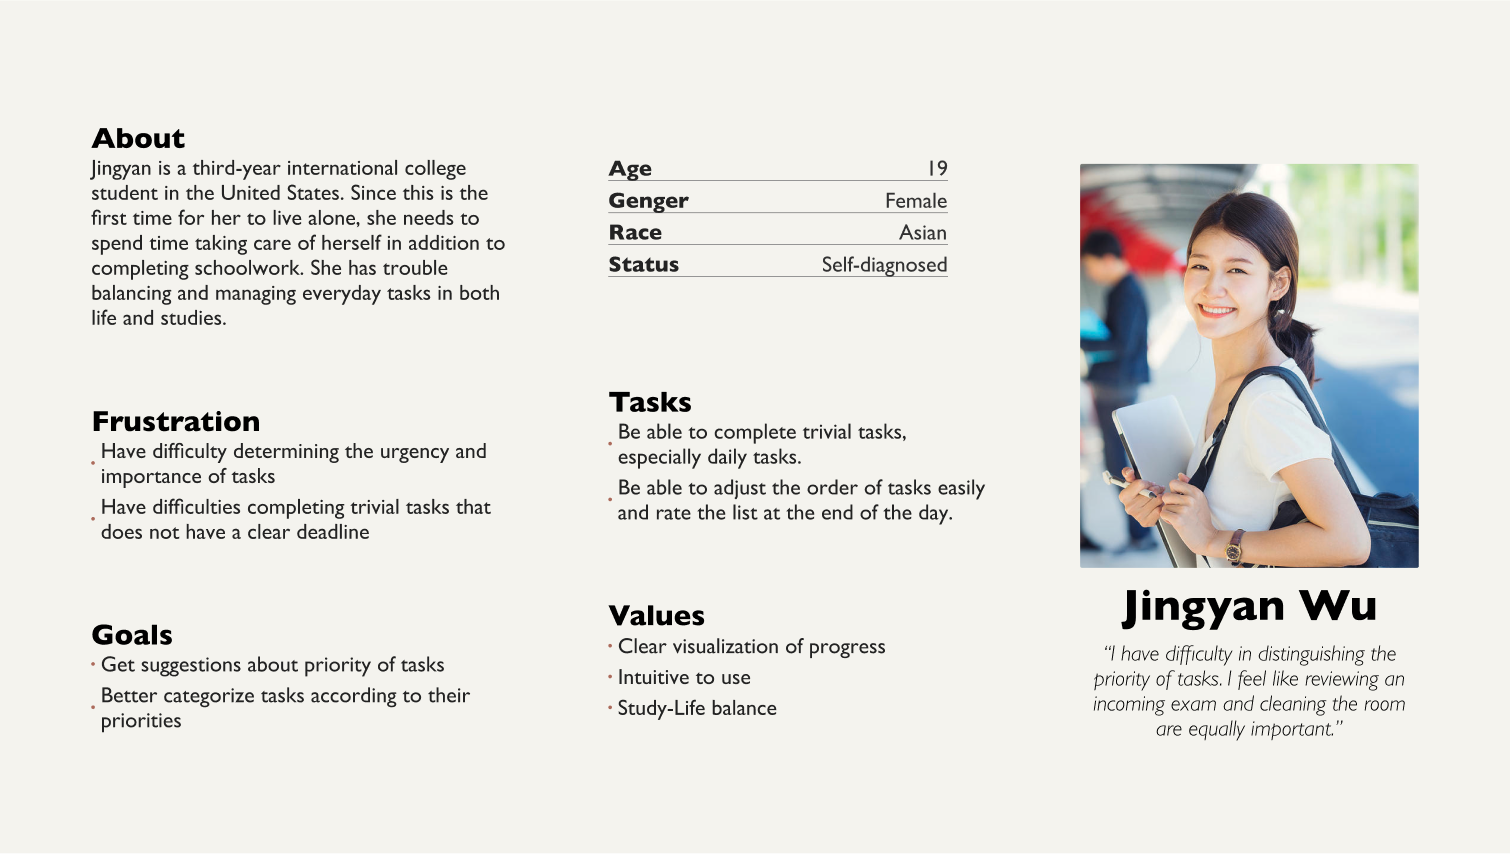 About
Jingyan is a third-year international college
student in the United States. Since this is the
first time for her to live alone, she needs to
spend time taking care of herself in addition to
completing schoolwork. She has trouble
balancing and managing everyday tasks in both
life and studies.
Frustration
• Have difficulty determining the urgency and
importance of tasks
• Have difficulties completing trivial tasks that
does not have a clear deadline
Goals
• Get suggestions about priority of tasks
• Better categorize tasks according to their
priorities
Age 19
Genger Female
Race Asian
Status Self-diagnosed
Tasks
• Be able to complete trivial tasks,
especially daily tasks.
• Be able to adjust the order of tasks easily
and rate the list at the end of the day.
Values
• Clear visualization of progress
• Intuitive to use
• Study-Life balance
Jingyan Wu
“I have difficulty in distinguishing the
priority of tasks. I feel like reviewing an
incoming exam and cleaning the room
are equally important.”